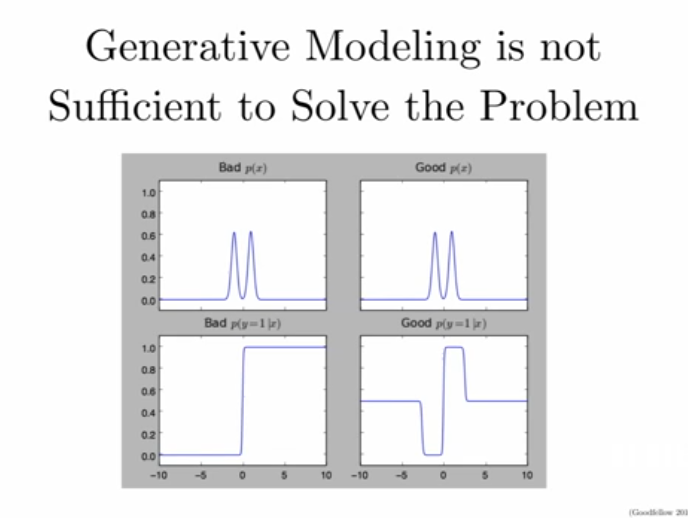 Generative Modeling is not
Sufficient to Solve the Problem
Bad p(x)
Good p(x)
1.0
0.8
0.6
0.4
0.2
0.0
Bad p(y=1|x)
Good p(y=1|x)
1.0
0.8
0.6
0.4
0.2
0.0
−10 −5 0 5 10
−10 −5 0 5 10
(Goodfellow 201